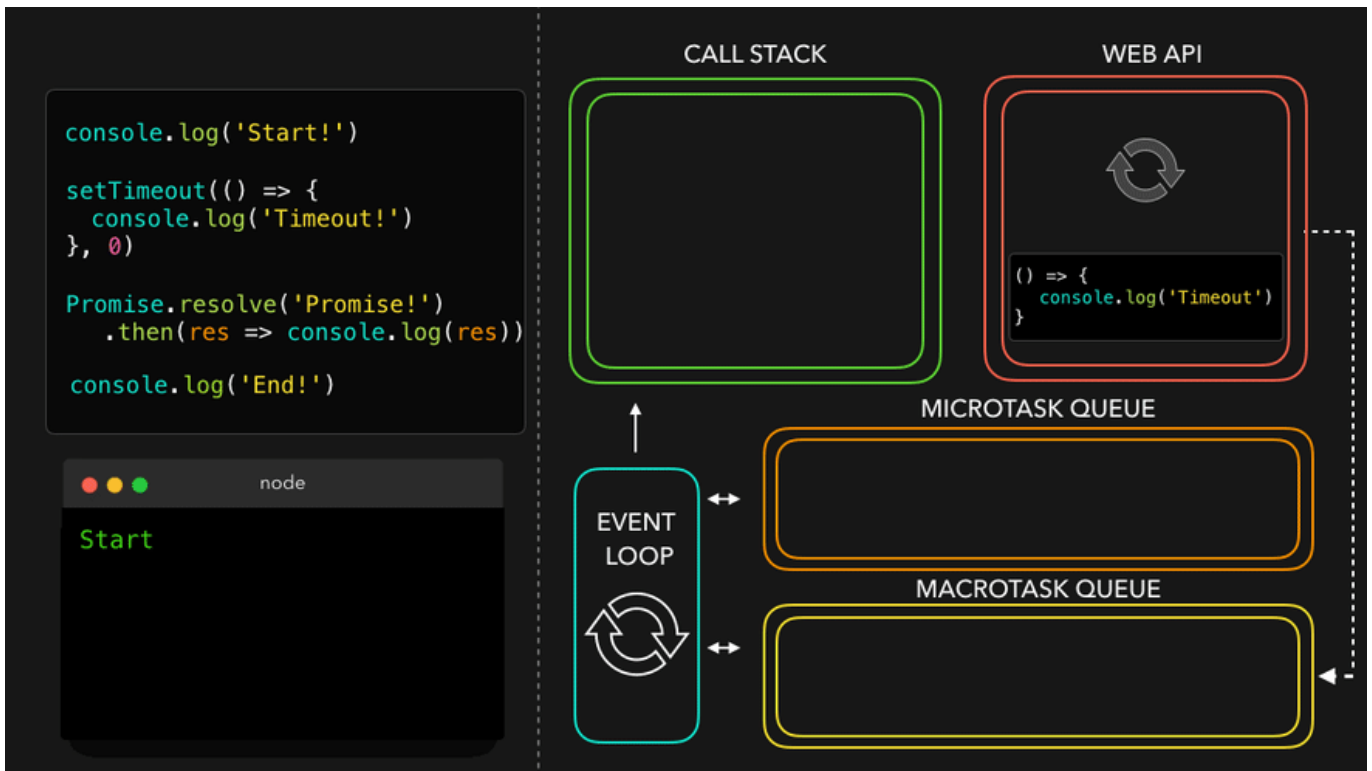 console.log('Start!')
setTimeout(() => {
  console.log('Timeout!')
}, 0)
Promise.resolve('Promise!')
  .then(res => console.log(res))
console.log('End!')
node
Start
CALL STACK
WEB API
() => {
  console.log('Timeout')
}
MICROTASK QUEUE
EVENT
LOOP
MACROTASK QUEUE